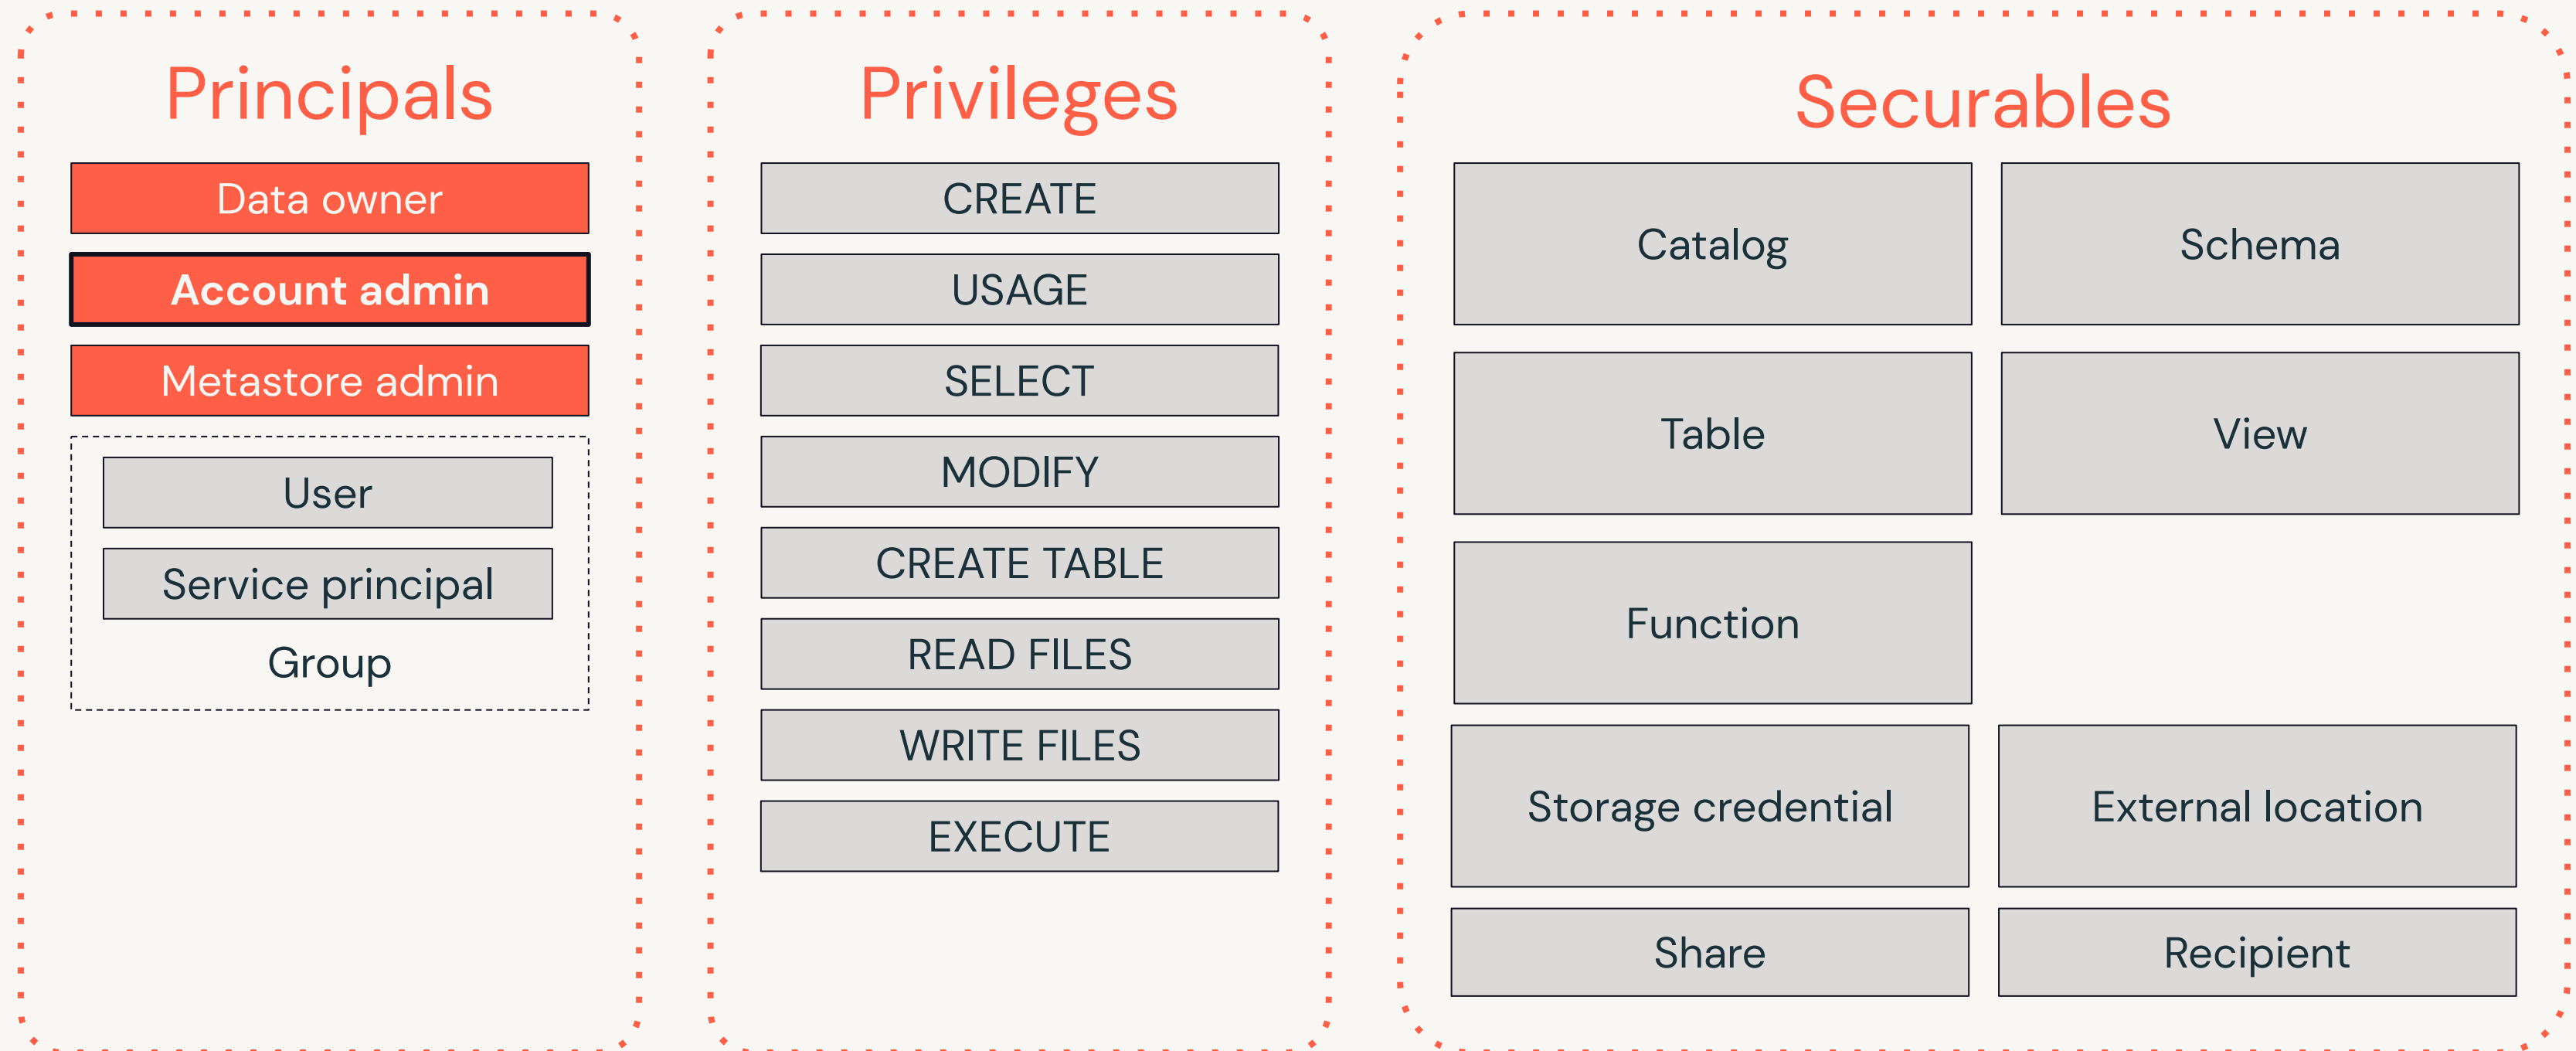 Principals
Data owner
Account admin
Metastore admin
User
Service principal
Group
Privileges
CREATE
USAGE
SELECT
MODIFY
CREATE TABLE
READ FILES
WRITE FILES
EXECUTE
Securables
Catalog
Schema
Table
View
Function
Storage credential
External location
Share
Recipient